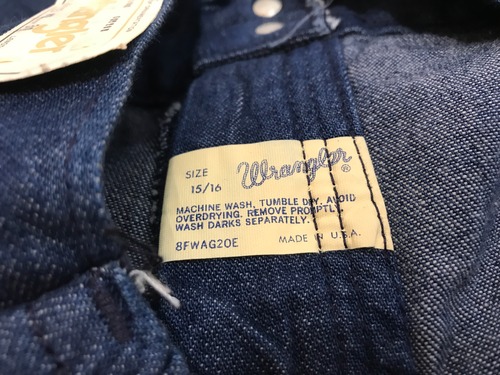 SIZE
15/16
Wrangler®
MACHINE WASH, TUMBLE DRY. AVOID
OVERDRYING. REMOVE PROMPTLY.
WASH DARKS SEPARATELY.
8FWAG20E
MADE IN U.S.A.